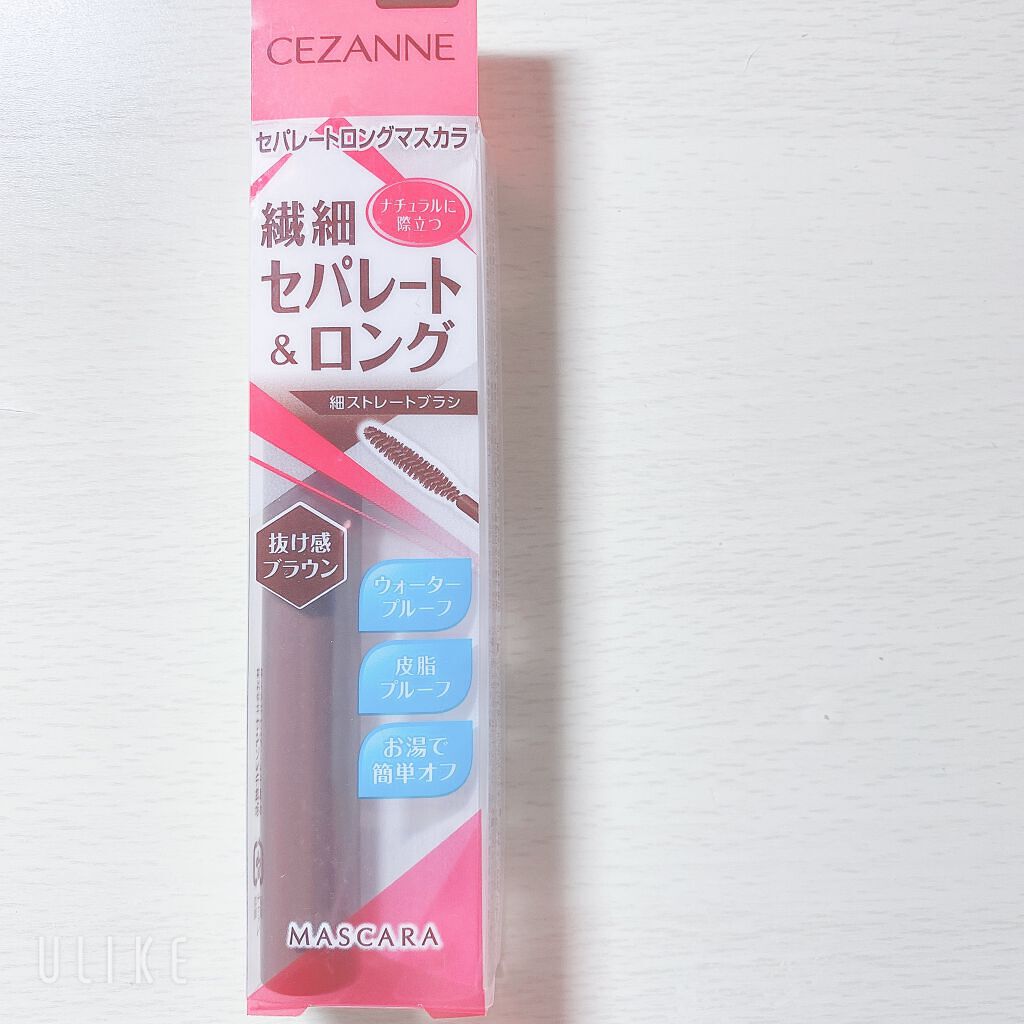 CEZANNE
セパレートロングマスカラ
ナチュラルに
際立つ
繊細
セパレート
&ロング
細ストレートブラシ
抜け感
ブラウン
ウォーター
プルーフ
皮脂
プルーフ
お湯で
簡単オフ
MASCARA
ULIKE